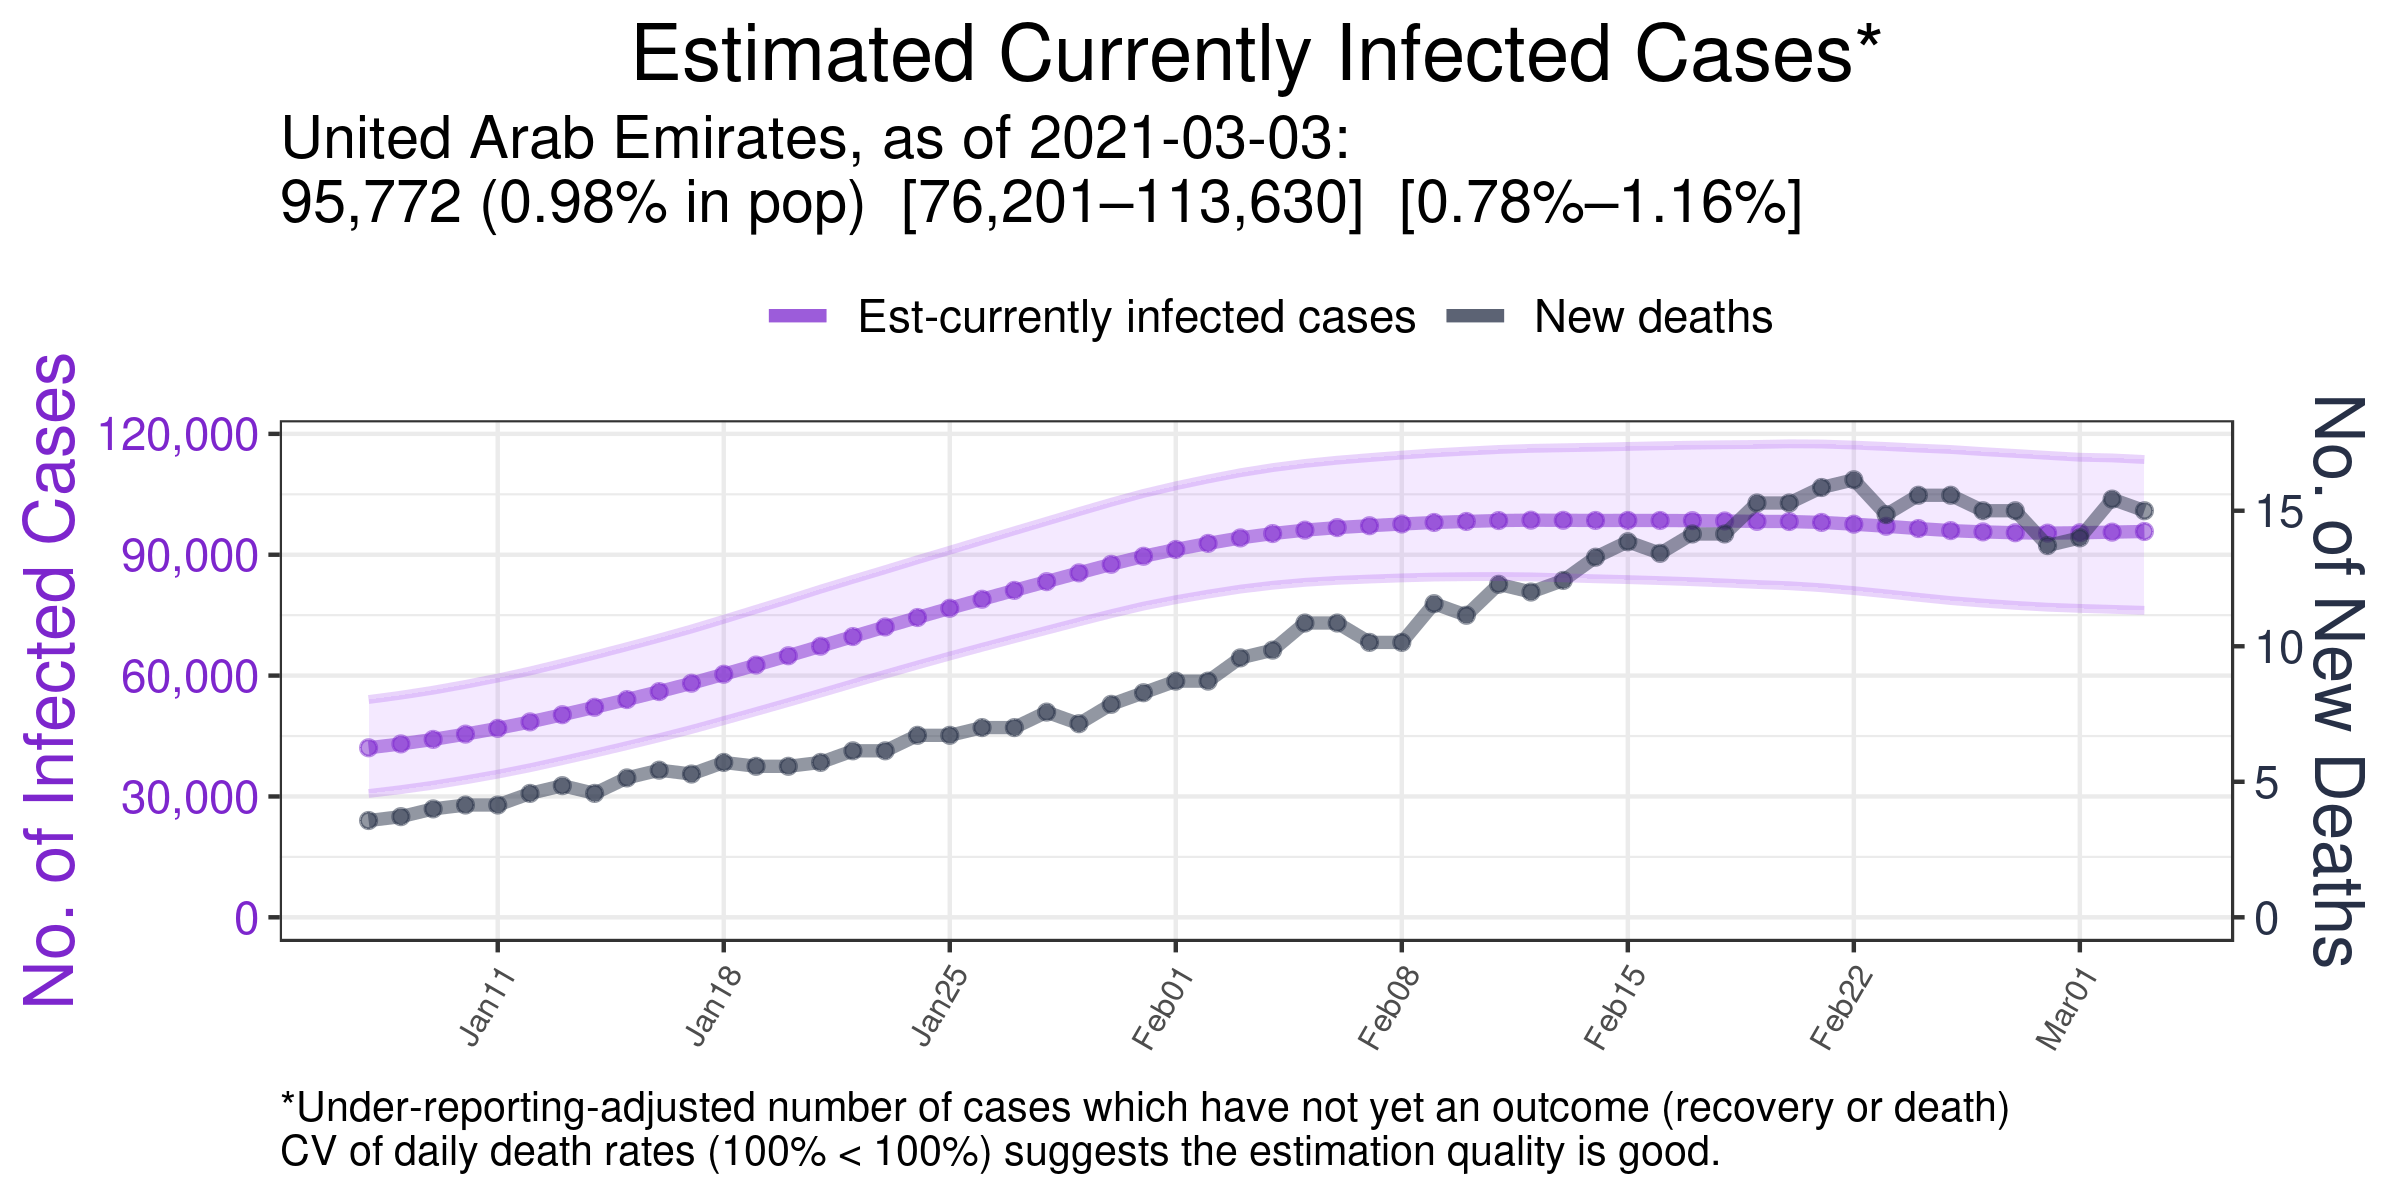 Estimated Currently Infected Cases*
United Arab Emirates, as of 2021-03-03:
95,772 (0.98% in pop)  [76,201–113,630]  [0.78%–1.16%]
Est-currently infected cases
New deaths
No. of Infected Cases
120,000
90,000
60,000
30,000
0
No. of New Deaths
15
10
5
0
Jan11
Jan18
Jan25
Feb01
Feb08
Feb15
Feb22
Mar01
*Under-reporting-adjusted number of cases which have not yet an outcome (recovery or death)
CV of daily death rates (100% < 100%) suggests the estimation quality is good.